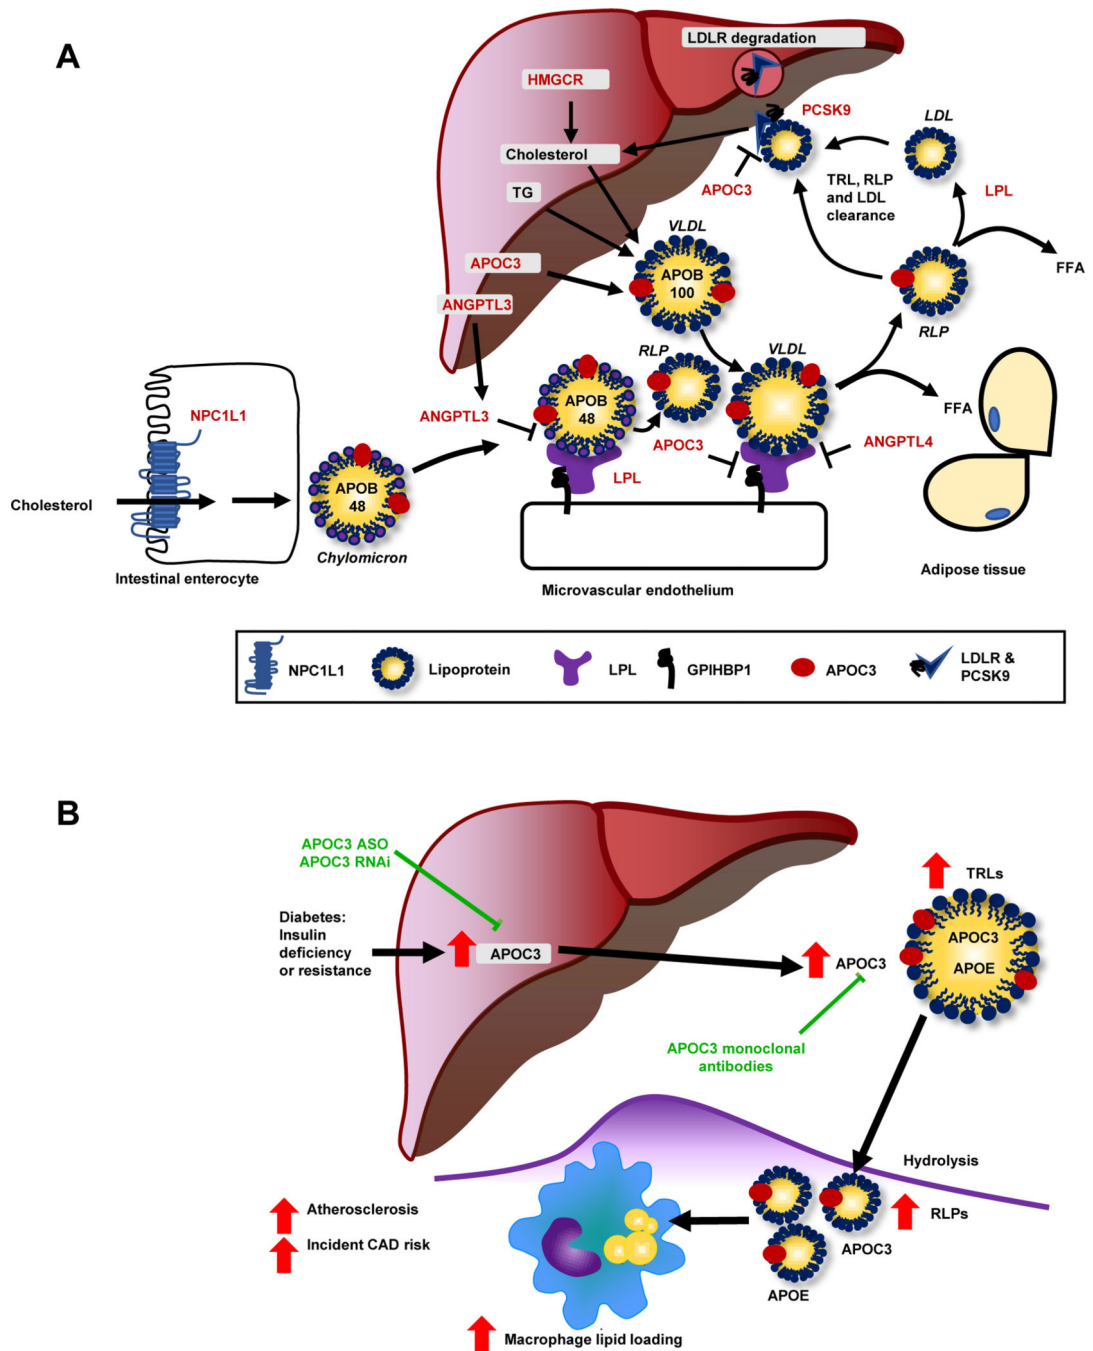 A
LDLR degradation
HMGCR
PCSK9
LDL
Cholesterol
APOC3
TRL, RLP
and LDL
clearance
LPL
TG
VLDL
APOC3
APOB
100
FFA
ANGPTL3
RLP
RLP
VLDL
NPC1L1
ANGPTL3
APOB
48
APOC3
FFA
ANGPTL4
LPL
Cholesterol
APOB
48
Chylomicron
Intestinal enterocyte
Microvascular endothelium
Adipose tissue
NPC1L1
Lipoprotein
LPL
GPIHBP1
APOC3
LDLR &
PCSK9
B
APOC3 ASO
APOC3 RNAi
TRLs
Diabetes:
Insulin
deficiency
or resistance
APOC3
APOC3
APOC3
APOE
APOC3 monoclonal
antibodies
Hydrolysis
RLPs
APOC3
APOE
Atherosclerosis
Incident CAD risk
Macrophage lipid loading